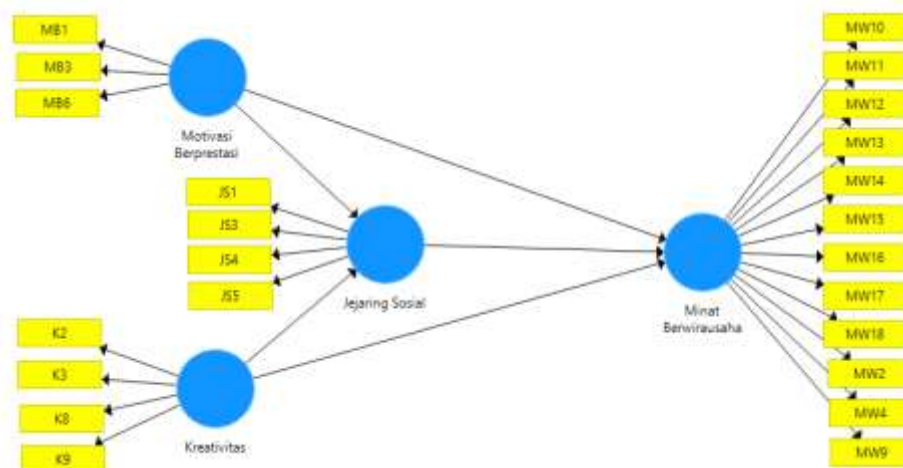 MB1
MB3
MB6
Motivasi
Berprestasi
JS1
JS3
JS4
JS5
Jejaring Sosial
K2
K3
K8
K9
Kreativitas
Minat
Berwirausaha
MW10
MW11
MW12
MW13
MW14
MW15
MW16
MW17
MW18
MW2
MW4
MW9